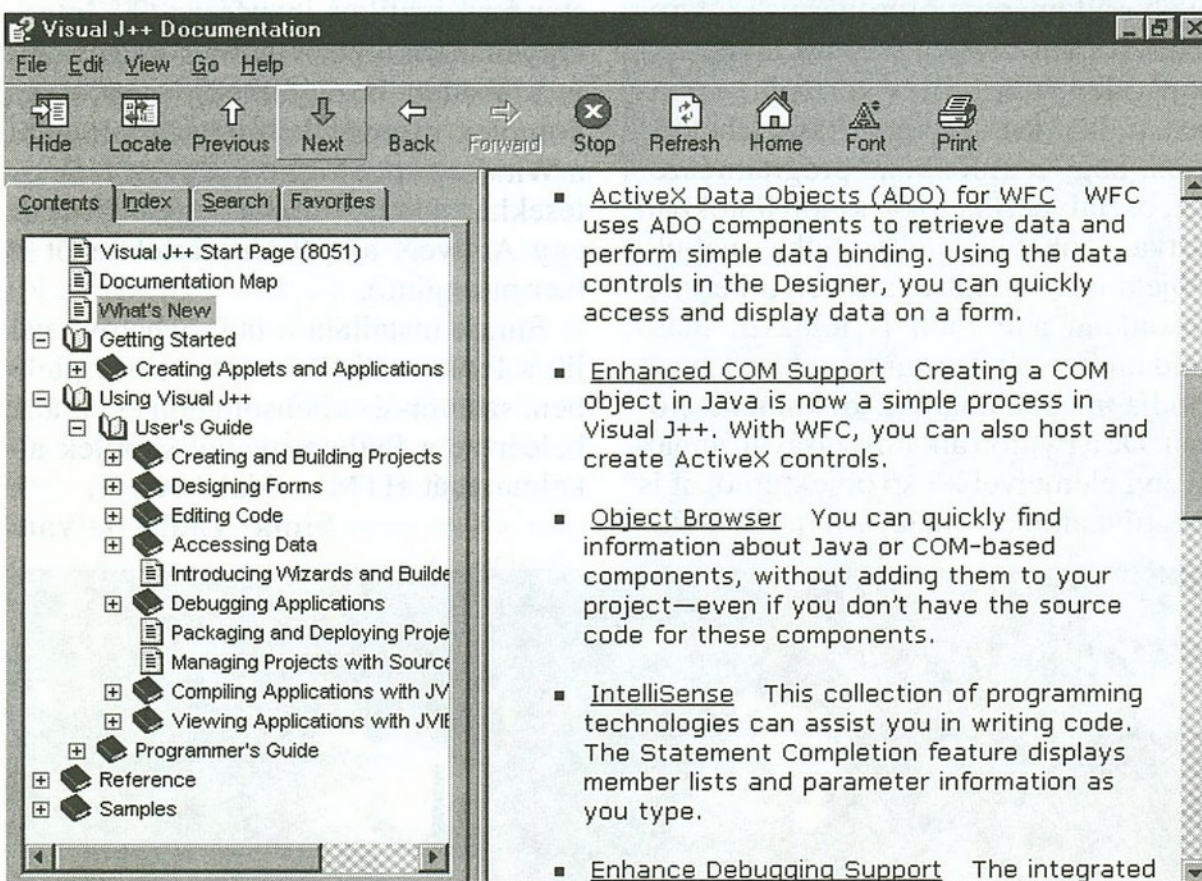 Visual J++ Documentation
File Edit View Go Help
Hide Locate Previous Next Back Forward Stop Refresh Home Font Print
Contents Index Search Favorites
Visual J++ Start Page (8051)
Documentation Map
What's New
Getting Started
Creating Applets and Applications
Using Visual J++
User's Guide
Creating and Building Projects
Designing Forms
Editing Code
Accessing Data
Introducing Wizards and Builde
Debugging Applications
Packaging and Deploying Proje
Managing Projects with Source
Compiling Applications with JV
Viewing Applications with JVIE
Programmer's Guide
Reference
Samples
ActiveX Data Objects (ADO) for WFC WFC
uses ADO components to retrieve data and
perform simple data binding. Using the data
controls in the Designer, you can quickly
access and display data on a form.
Enhanced COM Support Creating a COM
object in Java is now a simple process in
Visual J++. With WFC, you can also host and
create ActiveX controls.
Object Browser You can quickly find
information about Java or COM-based
components, without adding them to your
project—even if you don't have the source
code for these components.
IntelliSense This collection of programming
technologies can assist you in writing code.
The Statement Completion feature displays
member lists and parameter information as
you type.
Enhance Debugging Support The integrated